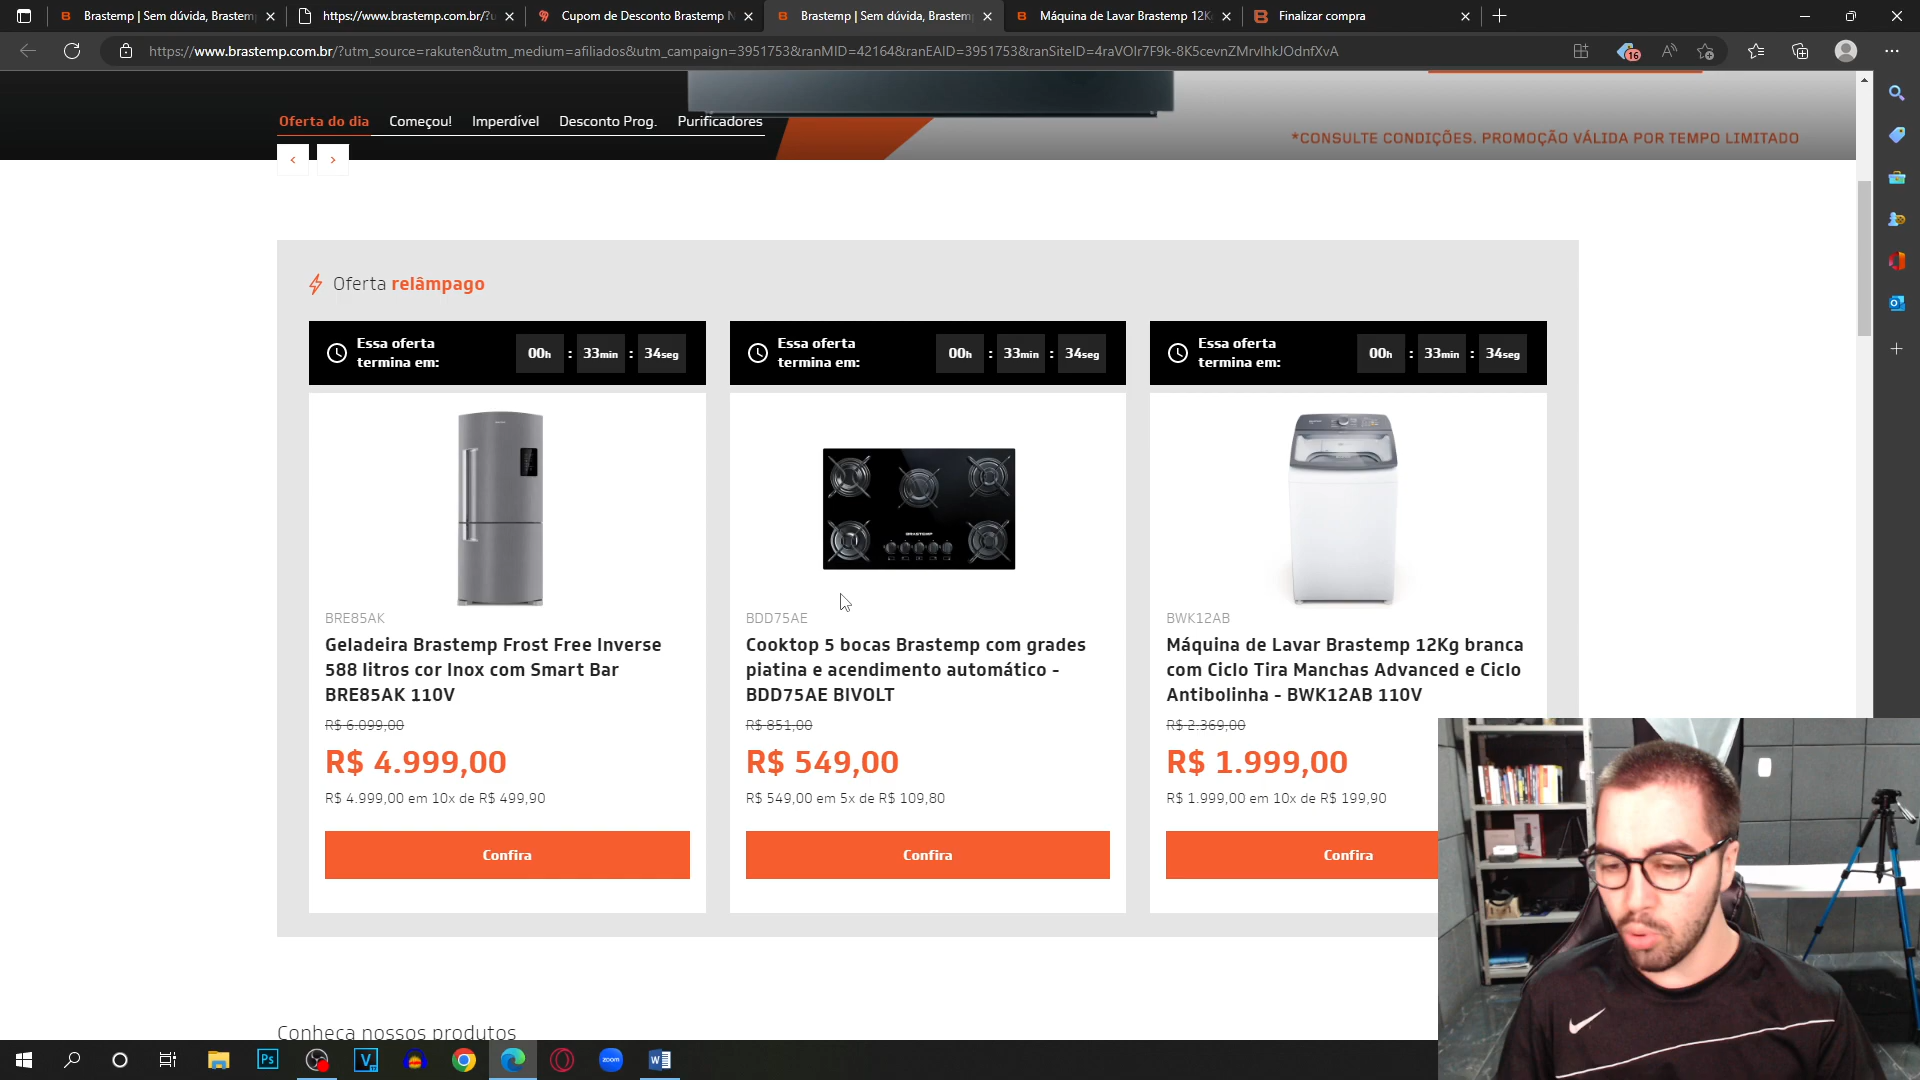 Brastemp | Sem dúvida, Brastemp
https://www.brastemp.com.br/?u
Cupom de Desconto Brastemp N
Brastemp | Sem dúvida, Brastemp
Máquina de Lavar Brastemp 12K
Finalizar compra
https://www.brastemp.com.br/?utm_source=rakuten&utm_medium=afiliados&utm_campaign=3951753&ranMID=42164&ranEAID=3951753&ranSiteID=4raVOIr7F9k-8K5cevnZMrvlhkJOdnfXvA
16
Oferta do dia
Começou!
Imperdível
Desconto Prog.
Purificadores
*CONSULTE CONDIÇÕES. PROMOÇÃO VÁLIDA POR TEMPO LIMITADO
Oferta relâmpago
Essa oferta
termina em:
00h : 33min : 34seg
Essa oferta
termina em:
00h : 33min : 34seg
Essa oferta
termina em:
00h : 33min : 34seg
BRASTEMP
BRE85AK
Geladeira Brastemp Frost Free Inverse
588 litros cor Inox com Smart Bar
BRE85AK 110V
R$ 6.099,00
R$ 4.999,00
R$ 4.999,00 em 10x de R$ 499,90
Confira
BDD75AE
Cooktop 5 bocas Brastemp com grades
piatina e acendimento automático -
BDD75AE BIVOLT
R$ 851,00
R$ 549,00
R$ 549,00 em 5x de R$ 109,80
Confira
BWK12AB
Máquina de Lavar Brastemp 12Kg branca
com Ciclo Tira Manchas Advanced e Ciclo
Antibolinha - BWK12AB 110V
R$ 2.369,00
R$ 1.999,00
R$ 1.999,00 em 10x de R$ 199,90
Confira
Conheça nossos produtos
Ps
V
zoom